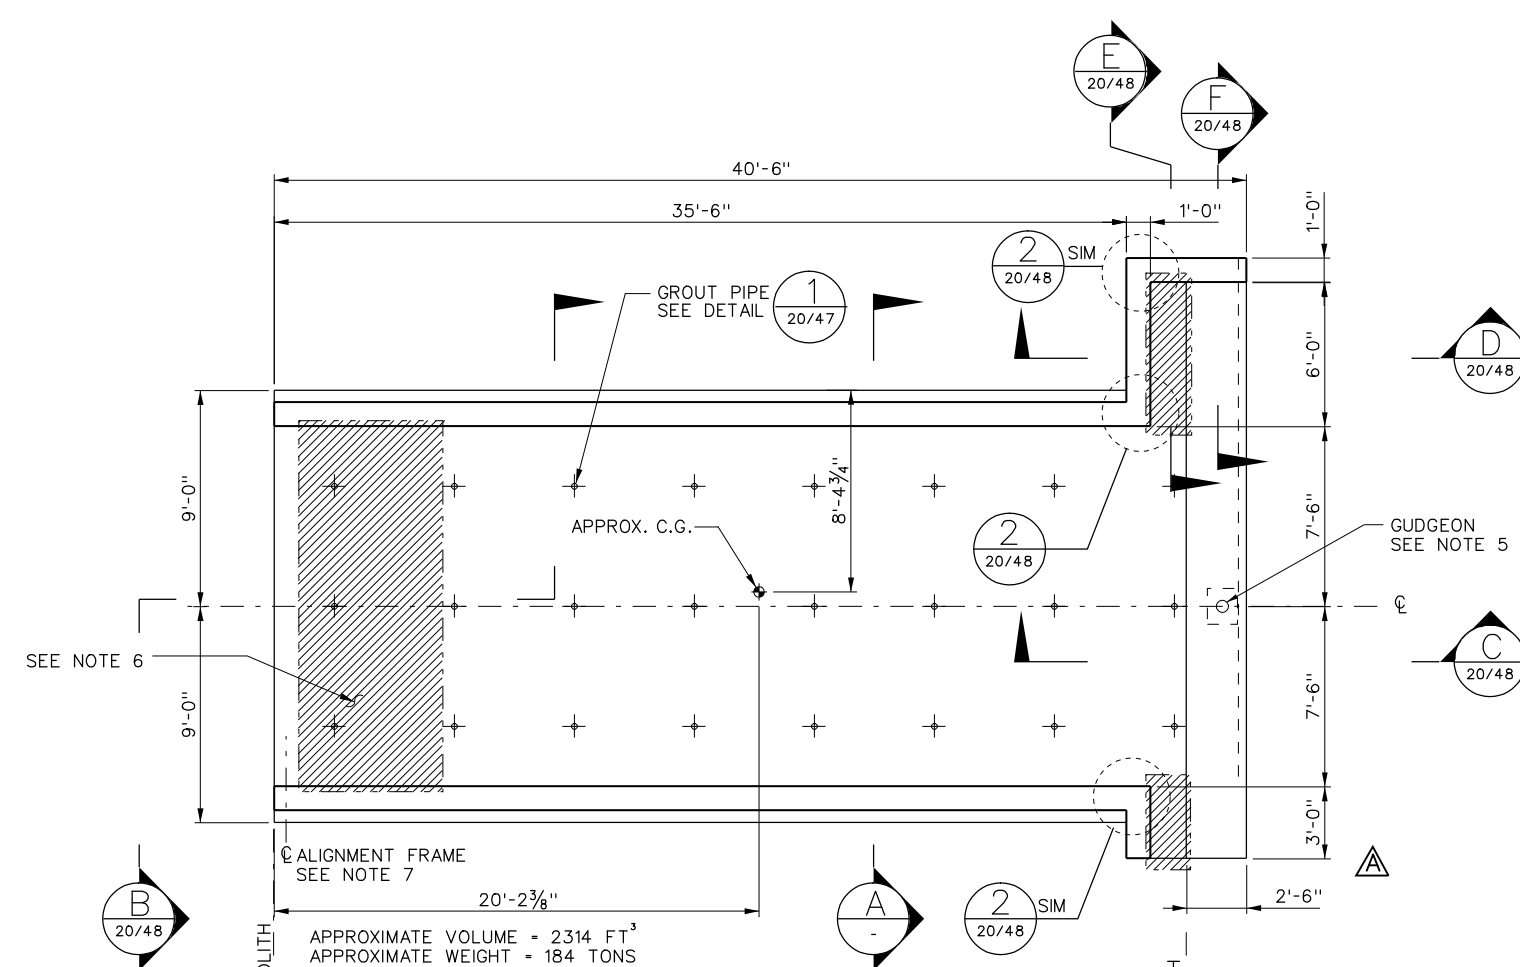 E
20/48
F
20/48
40'-6"
35'-6"
1'-0"
1'-0"
2
20/48
SIM
GROUT PIPE
SEE DETAIL
1
20/47
6'-0"
D
20/48
9'-0"
8'-4¾"
7'-6"
APPROX. C.G.
2
20/48
GUDGEON
SEE NOTE 5
℄
SEE NOTE 6
C
20/48
9'-0"
7'-6"
3'-0"
℄ ALIGNMENT FRAME
SEE NOTE 7
A
B
20/48
20'-2⅜"
A
-
2
20/48
SIM
2'-6"
APPROXIMATE VOLUME = 2314 FT³
APPROXIMATE WEIGHT = 184 TONS